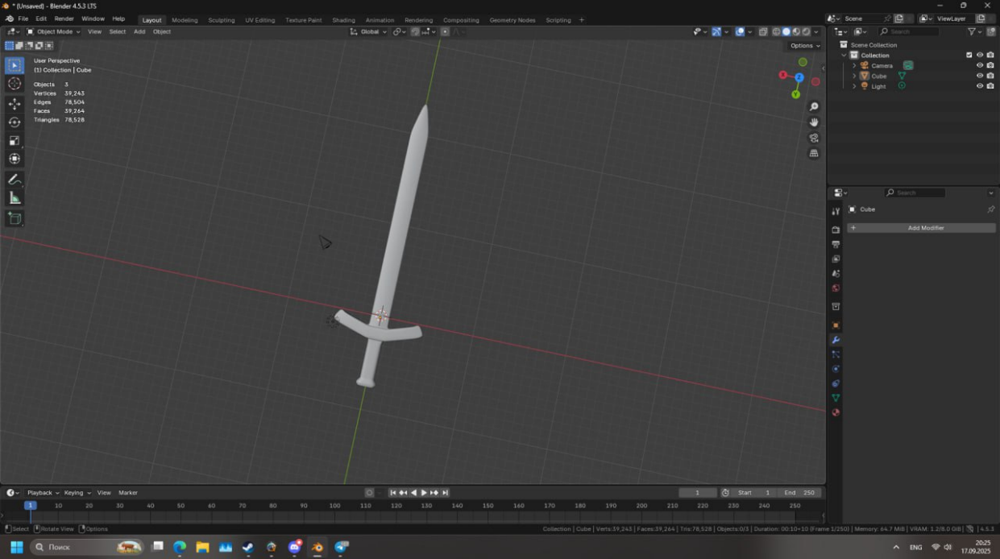 * (Unsaved) - Blender 4.5.3 LTS
File Edit Render Window Help Layout Modeling Sculpting UV Editing Texture Paint Shading Animation Rendering Compositing Geometry Nodes Scripting + Scene ViewLayer
Object Mode View Select Add Object Global Search
Options
User Perspective
(1) Collection | Cube
Objects 3
Vertices 39,243
Edges 78,504
Faces 39,264
Triangles 78,528
X
Z
Y
Scene Collection
Collection
Camera
Cube
Light
Search
Cube
+ Add Modifier
Playback Keying View Marker 1 Start 1 End 250
1 10 20 30 40 50 60 70 80 90 100 110 120 130 140 150 160 170 180 190 200 210 220 230 240 250
Select Rotate View Options Collection | Cube | Verts:39,243 | Faces:39,264 | Tris:78,528 | Objects:0/3 | Duration: 00:10+10 (Frame 1/250) | Memory: 64.7 MiB | VRAM: 1.2/8.0 GiB | 4.5.3
Поиск ENG 20:25
17.09.2025